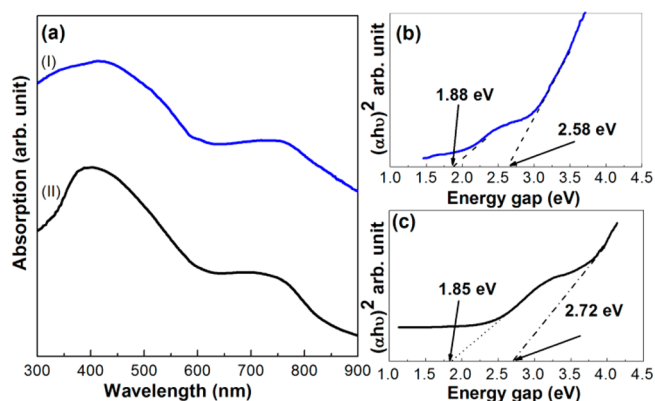 (a)
(I)
(II)
Absorption (arb. unit)
300 400 500 600 700 800 900
Wavelength (nm)
(b)
(αhυ)² arb. unit
1.88 eV
2.58 eV
1.0 1.5 2.0 2.5 3.0 3.5 4.0 4.5
Energy gap (eV)
(c)
(αhυ)² arb. unit
1.85 eV
2.72 eV
1.0 1.5 2.0 2.5 3.0 3.5 4.0 4.5
Energy gap (eV)